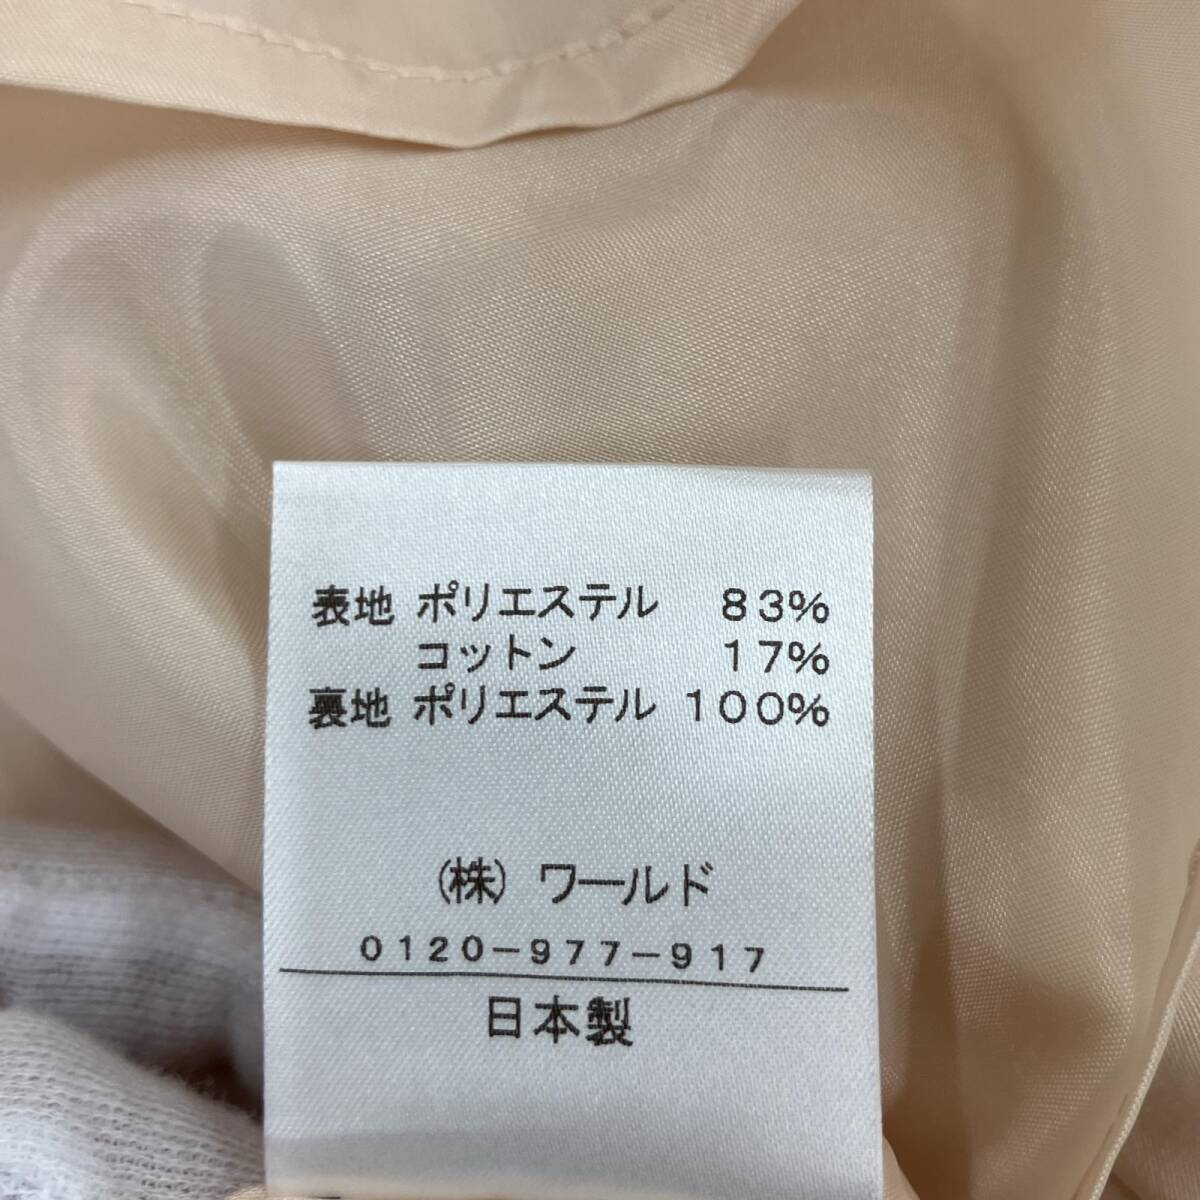 表地 ポリエステル 83%
コットン 17%
裏地 ポリエステル 100%
(株) ワールド
0120-977-917
日本製